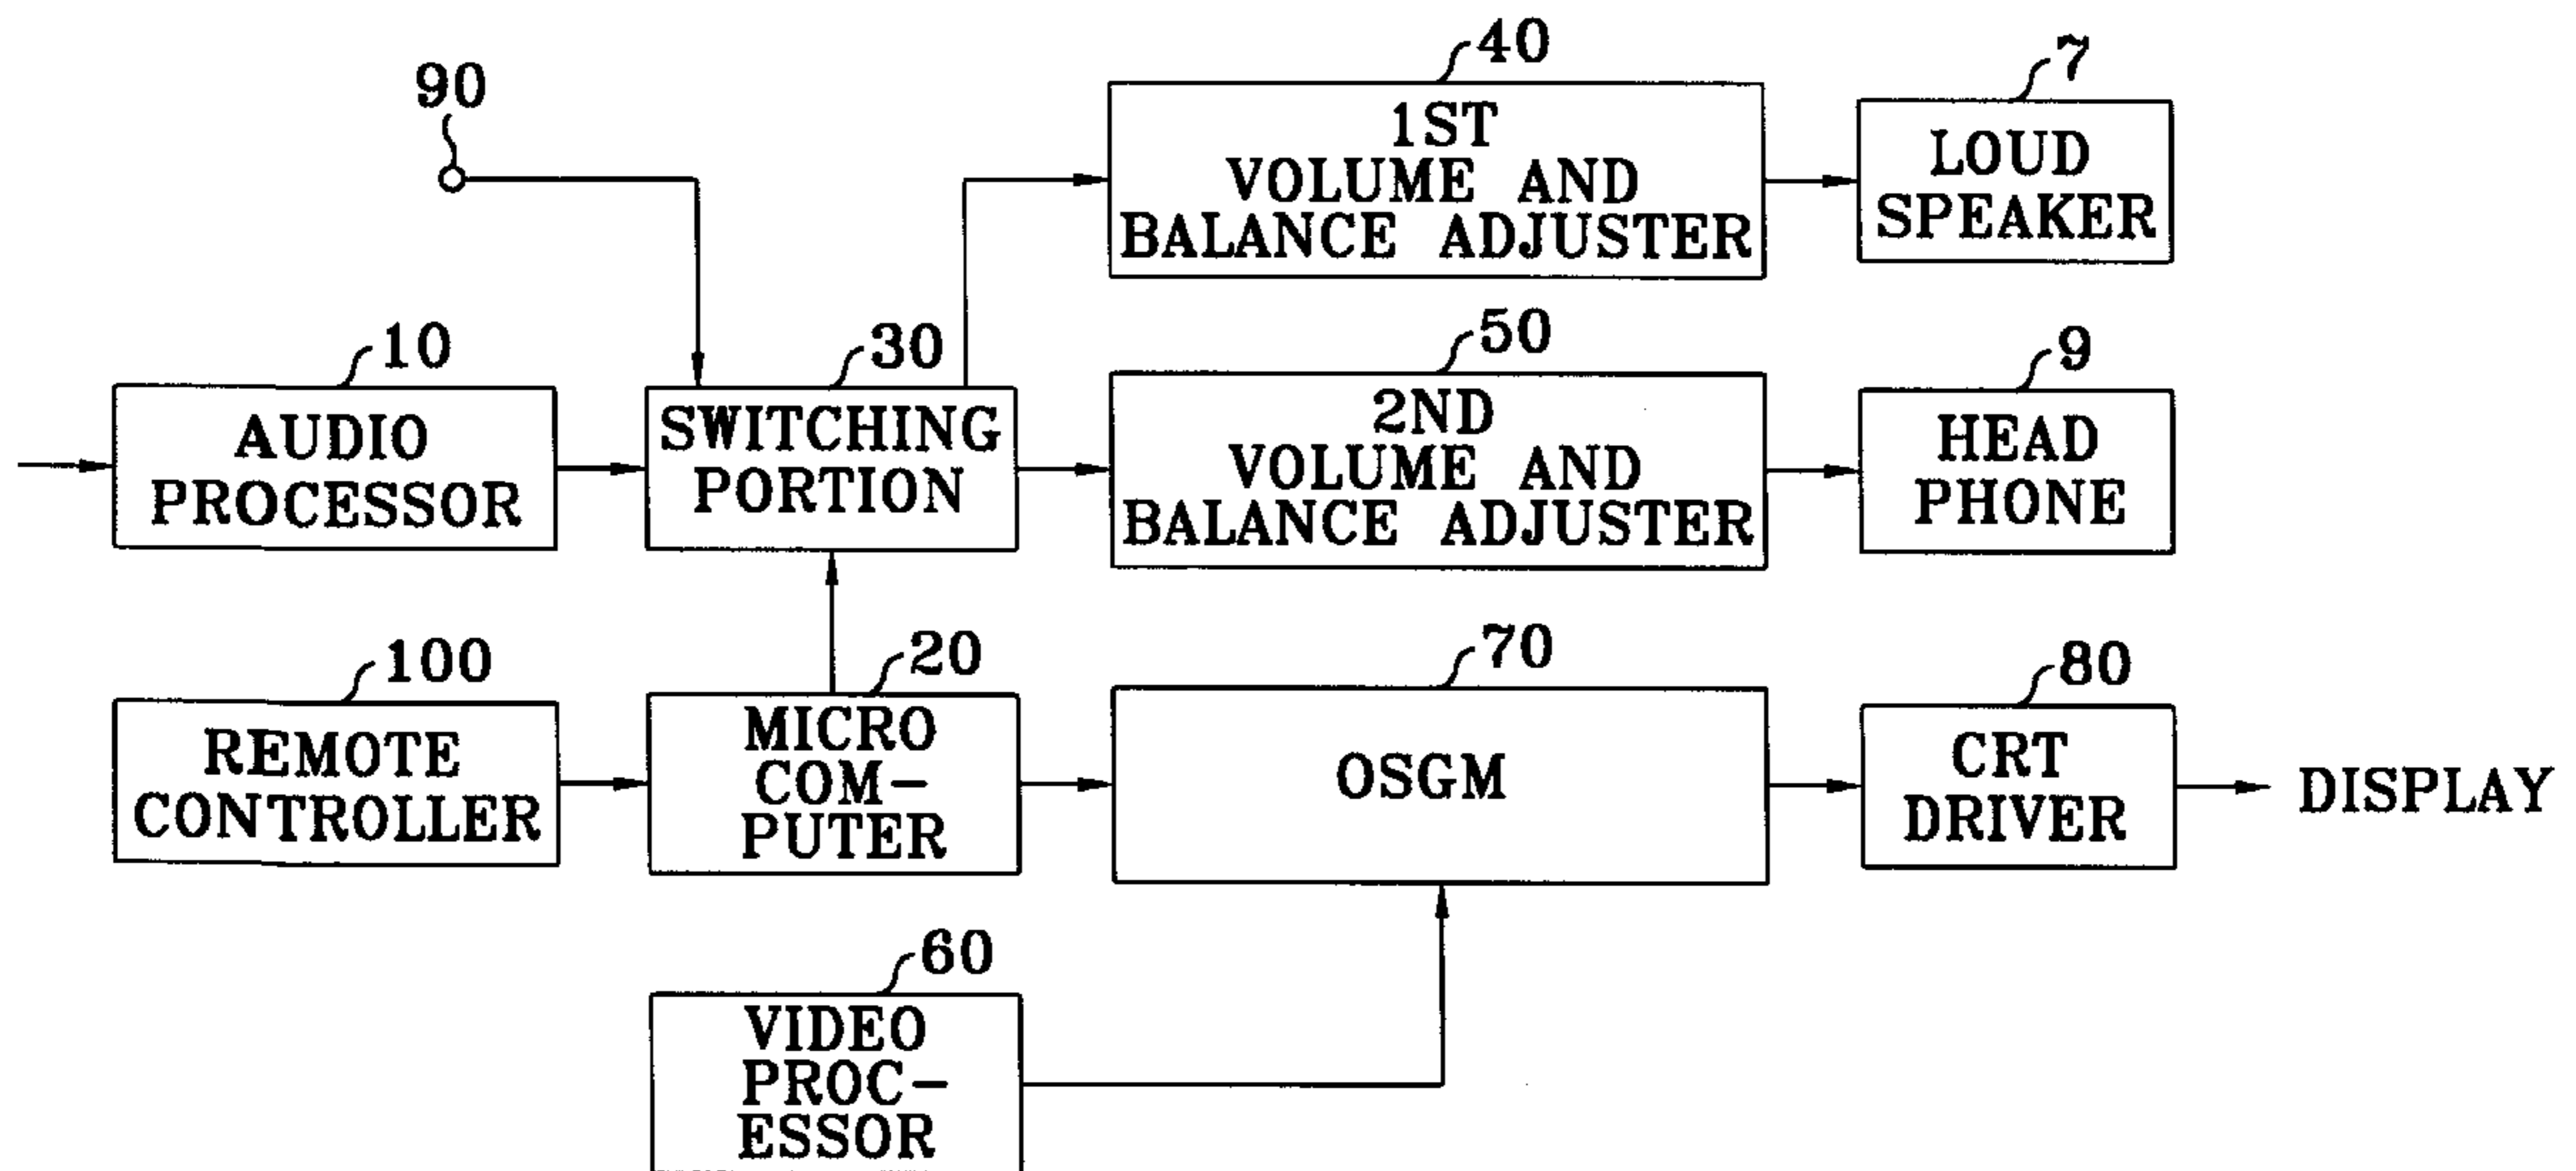 40
7
90
1ST
VOLUME AND
BALANCE ADJUSTER
LOUD
SPEAKER
10
30
50
9
AUDIO
PROCESSOR
SWITCHING
PORTION
2ND
VOLUME AND
BALANCE ADJUSTER
HEAD
PHONE
100
20
70
80
REMOTE
CONTROLLER
MICRO
COM-
PUTER
OSGM
CRT
DRIVER
DISPLAY
60
VIDEO
PROC-
ESSOR